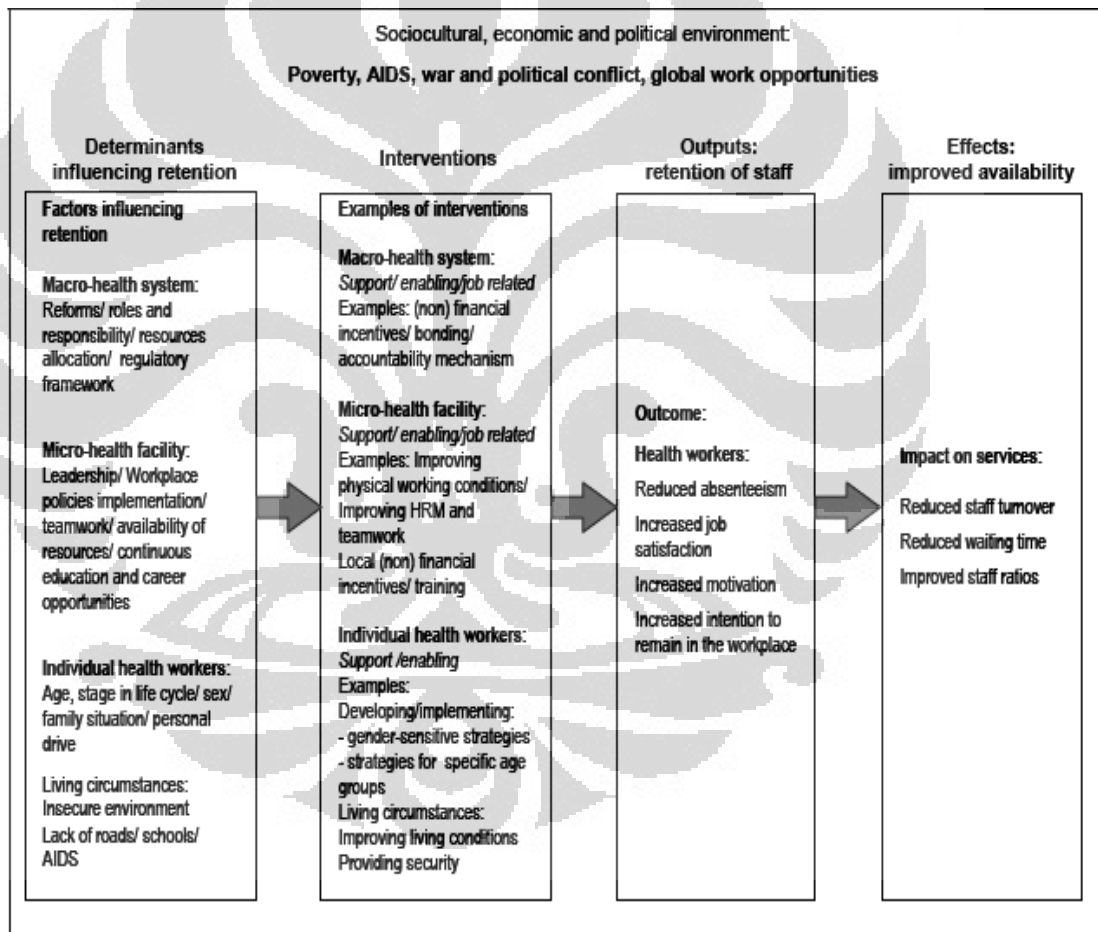 Sociocultural, economic and political environment:
Poverty, AIDS, war and political conflict, global work opportunities
Determinants
influencing retention
Factors influencing
retention
Macro-health system:
Reforms/ roles and
responsibility/ resources
allocation/ regulatory
framework
Micro-health facility:
Leadership/ Workplace
policies implementation/
teamwork/ availability of
resources/ continuous
education and career
opportunities
Individual health workers:
Age, stage in life cycle/ sex/
family situation/ personal
drive
Living circumstances:
Insecure environment
Lack of roads/ schools/
AIDS
Interventions
Examples of interventions
Macro-health system:
Support/ enabling/job related
Examples: (non) financial
incentives/ bonding/
accountability mechanism
Micro-health facility:
Support/ enabling/job related
Examples: Improving
physical working conditions/
Improving HRM and
teamwork
Local (non) financial
incentives/ training
Individual health workers:
Support /enabling
Examples:
Developing/implementing:
- gender-sensitive strategies
- strategies for specific age
groups
Living circumstances:
Improving living conditions
Providing security
Outputs:
retention of staff
Outcome:
Health workers:
Reduced absenteeism
Increased job
satisfaction
Increased motivation
Increased intention to
remain in the workplace
Effects:
improved availability
Impact on services:
Reduced staff turnover
Reduced waiting time
Improved staff ratios